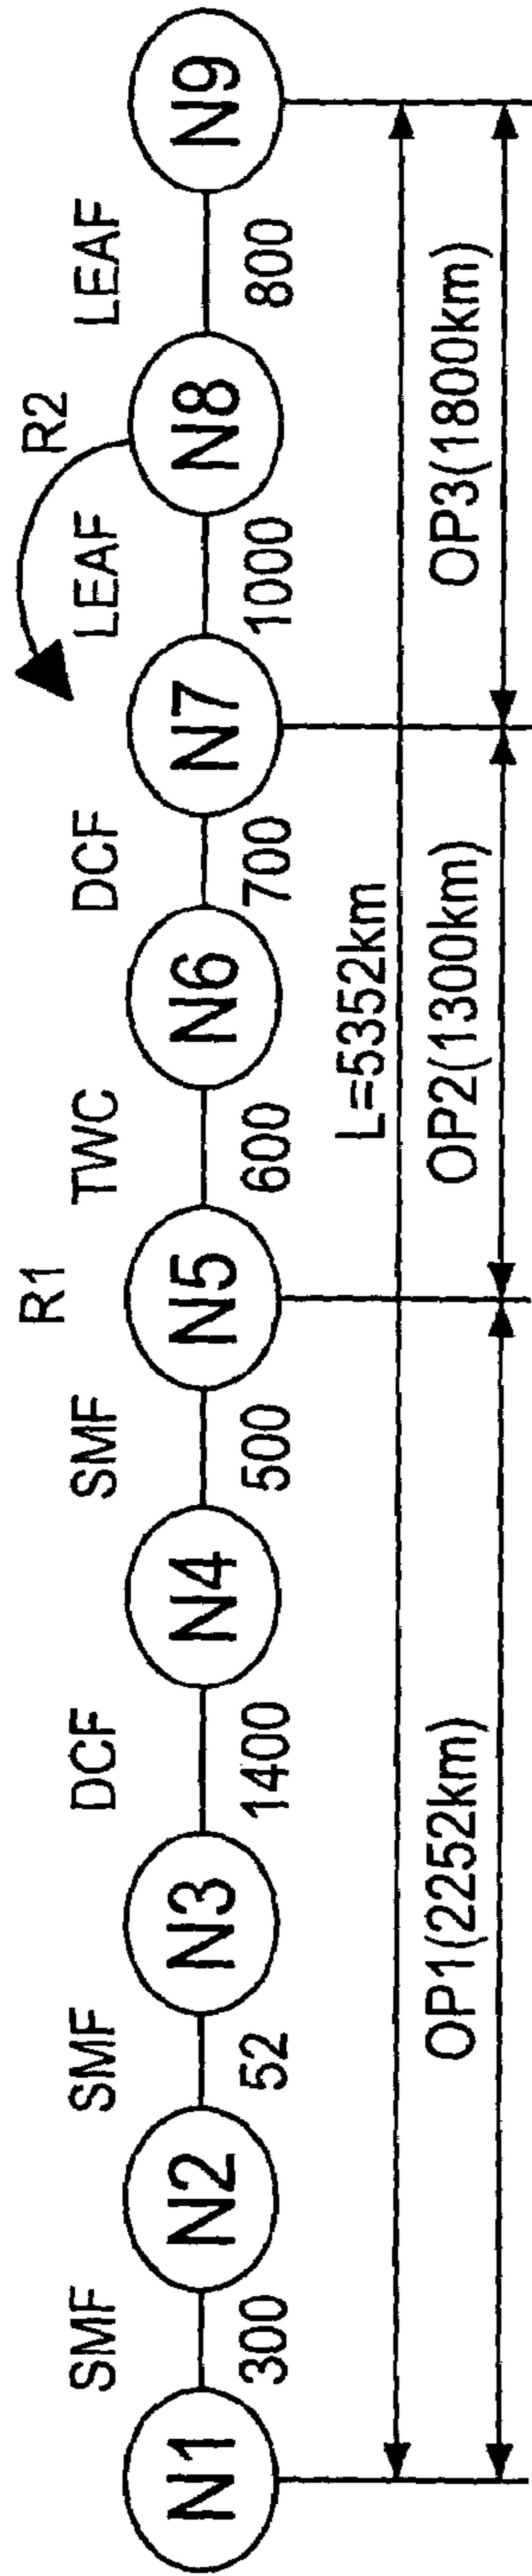 R1
R2
SMF
SMF
DCF
SMF
TWC
DCF
LEAF
LEAF
N1
N2
N3
N4
N5
N6
N7
N8
N9
300
52
1400
500
600
700
1000
800
L=5352km
OP1(2252km)
OP2(1300km)
OP3(1800km)